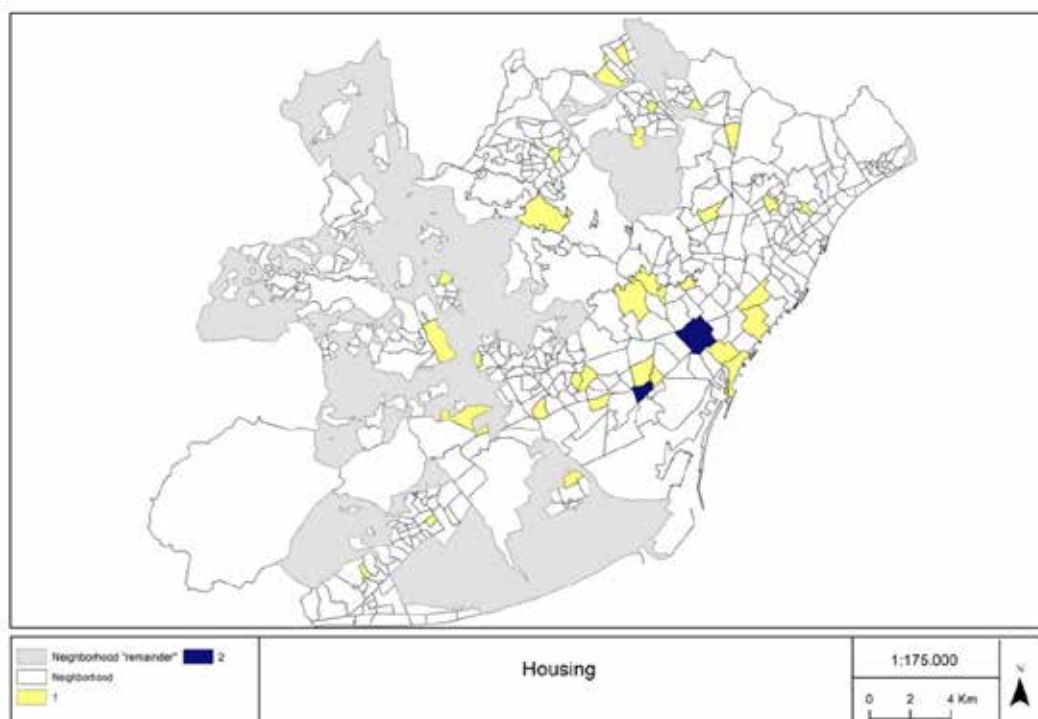 Neighborhood "remainder" 2
Neighborhood
1
Housing
1:175.000
0 2 4 Km
N